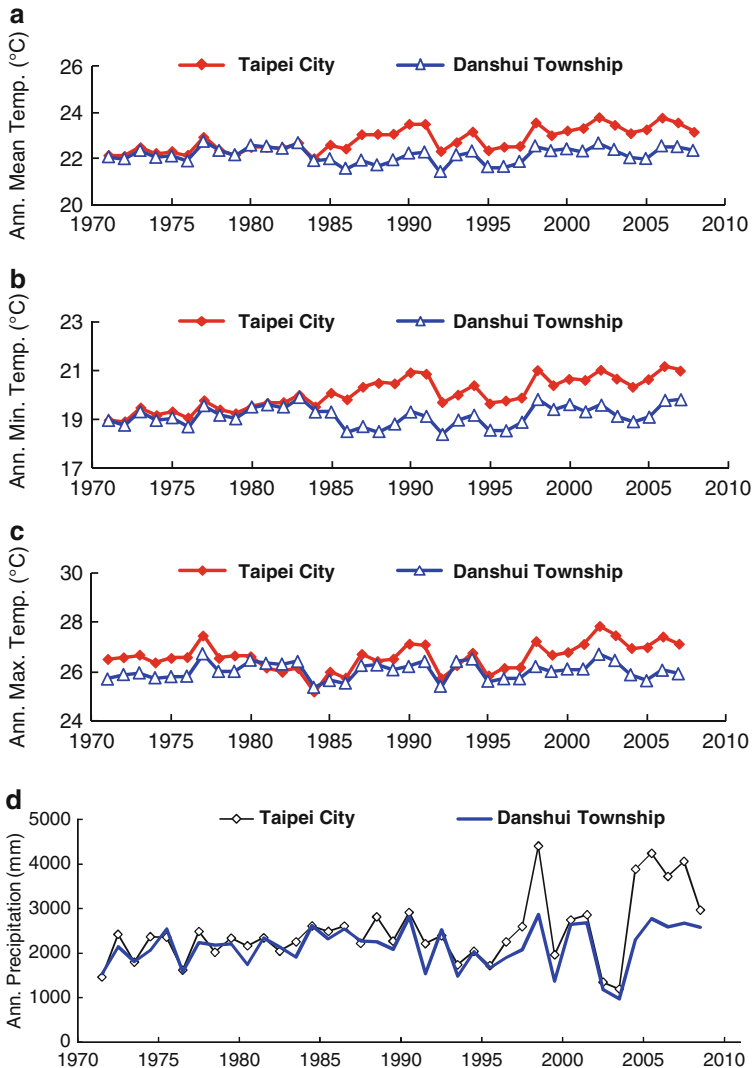 a
Ann. Mean Temp. (°C)
Taipei City
Danshui Township
26
24
22
20
1970 1975 1980 1985 1990 1995 2000 2005 2010
b
Ann. Min. Temp. (°C)
Taipei City
Danshui Township
23
21
19
17
1970 1975 1980 1985 1990 1995 2000 2005 2010
c
Ann. Max. Temp. (°C)
Taipei City
Danshui Township
30
28
26
24
1970 1975 1980 1985 1990 1995 2000 2005 2010
d
Ann. Precipitation (mm)
Taipei City
Danshui Township
5000
4000
3000
2000
1000
0
1970 1975 1980 1985 1990 1995 2000 2005 2010